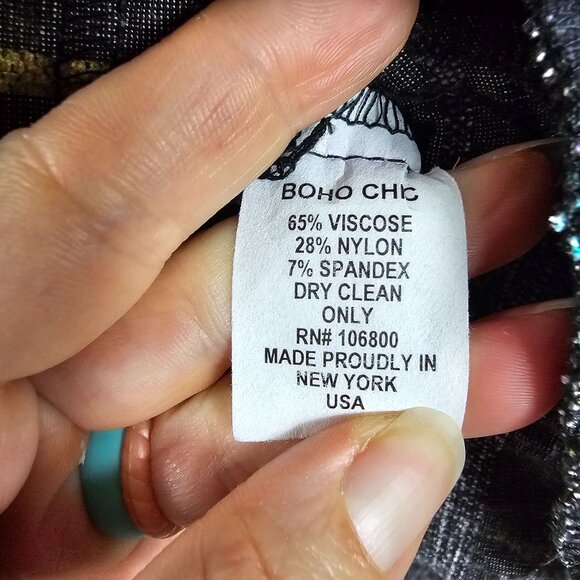 BOHO CHIC
65% VISCOSE
28% NYLON
7% SPANDEX
DRY CLEAN
ONLY
RN# 106800
MADE PROUDLY IN
NEW YORK
USA